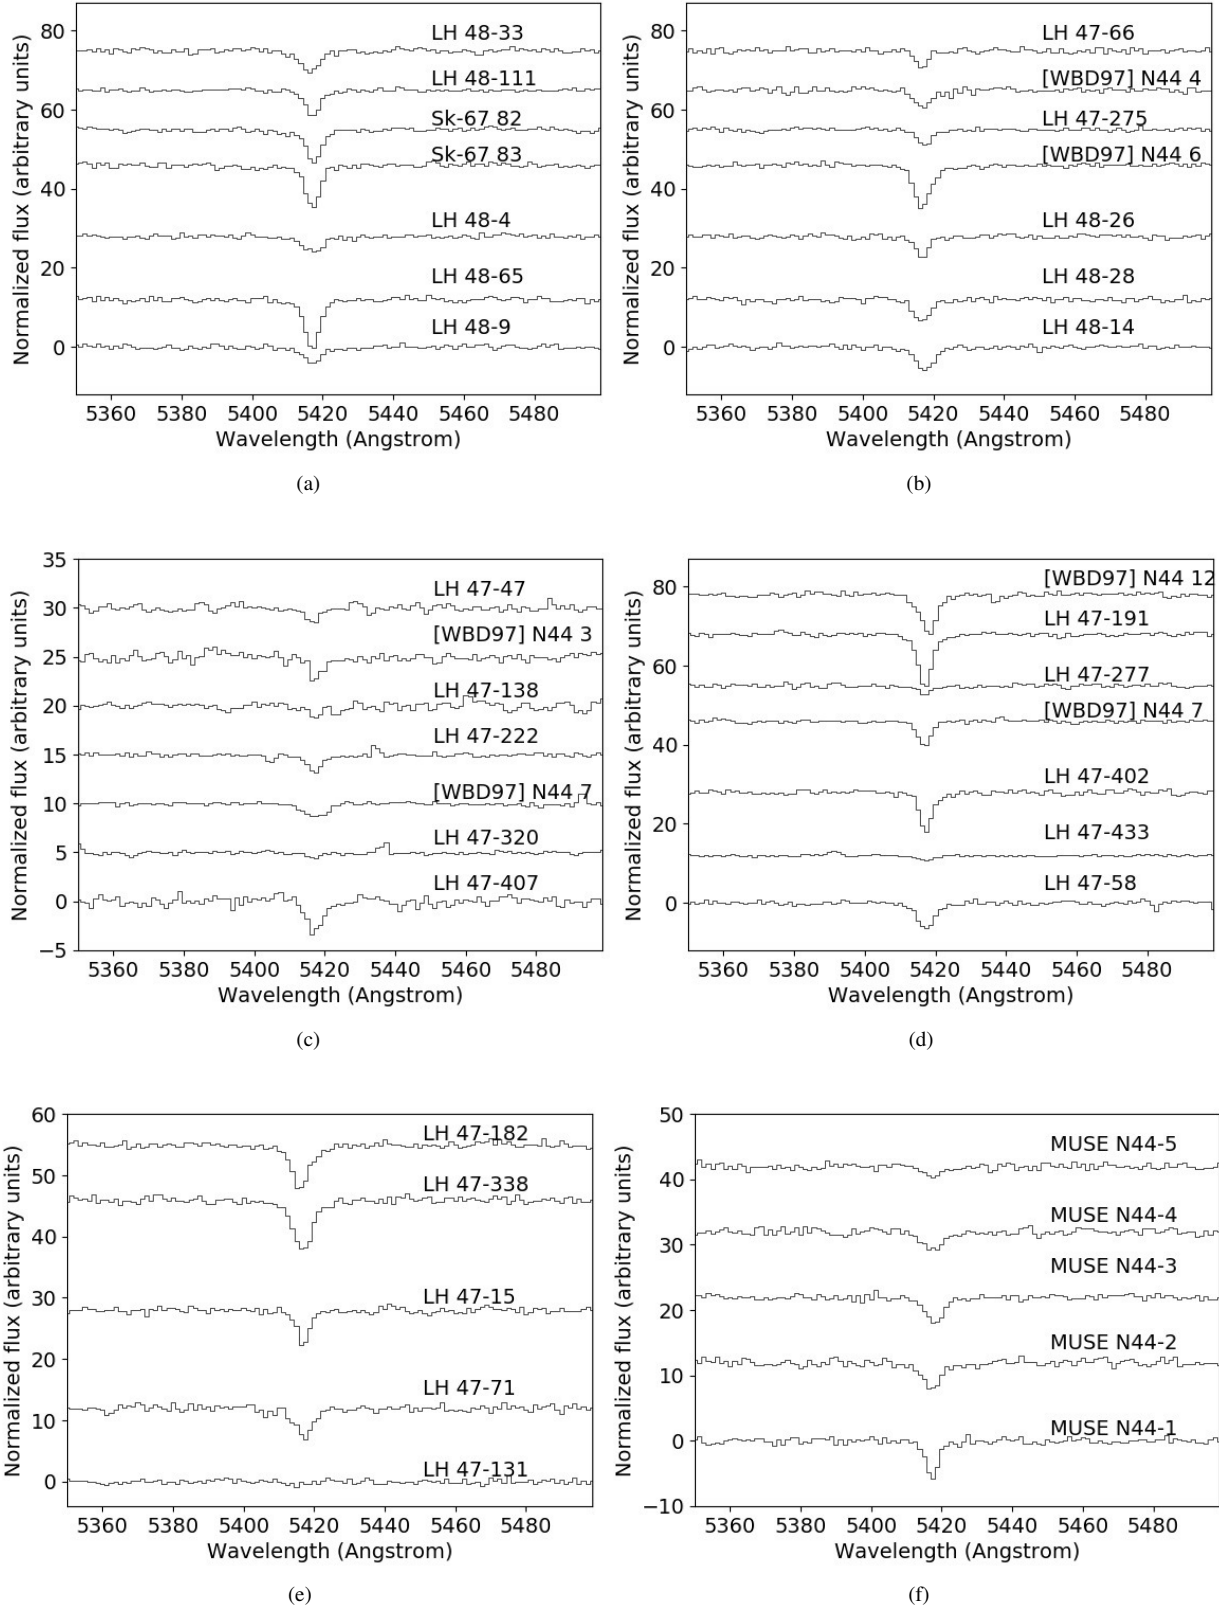 Normalized flux (arbitrary units)
80
60
40
20
0
LH 48-33
LH 48-111
Sk-67 82
Sk-67 83
LH 48-4
LH 48-65
LH 48-9
5360 5380 5400 5420 5440 5460 5480
Wavelength (Angstrom)
(a)
Normalized flux (arbitrary units)
80
60
40
20
0
LH 47-66
[WBD97] N44 4
LH 47-275
[WBD97] N44 6
LH 48-26
LH 48-28
LH 48-14
5360 5380 5400 5420 5440 5460 5480
Wavelength (Angstrom)
(b)
Normalized flux (arbitrary units)
35
30
25
20
15
10
5
0
−5
LH 47-47
[WBD97] N44 3
LH 47-138
LH 47-222
[WBD97] N44 7
LH 47-320
LH 47-407
5360 5380 5400 5420 5440 5460 5480
Wavelength (Angstrom)
(c)
Normalized flux (arbitrary units)
80
60
40
20
0
[WBD97] N44 12
LH 47-191
LH 47-277
[WBD97] N44 7
LH 47-402
LH 47-433
LH 47-58
5360 5380 5400 5420 5440 5460 5480
Wavelength (Angstrom)
(d)
Normalized flux (arbitrary units)
60
50
40
30
20
10
0
LH 47-182
LH 47-338
LH 47-15
LH 47-71
LH 47-131
5360 5380 5400 5420 5440 5460 5480
Wavelength (Angstrom)
(e)
Normalized flux (arbitrary units)
50
40
30
20
10
0
−10
MUSE N44-5
MUSE N44-4
MUSE N44-3
MUSE N44-2
MUSE N44-1
5360 5380 5400 5420 5440 5460 5480
Wavelength (Angstrom)
(f)